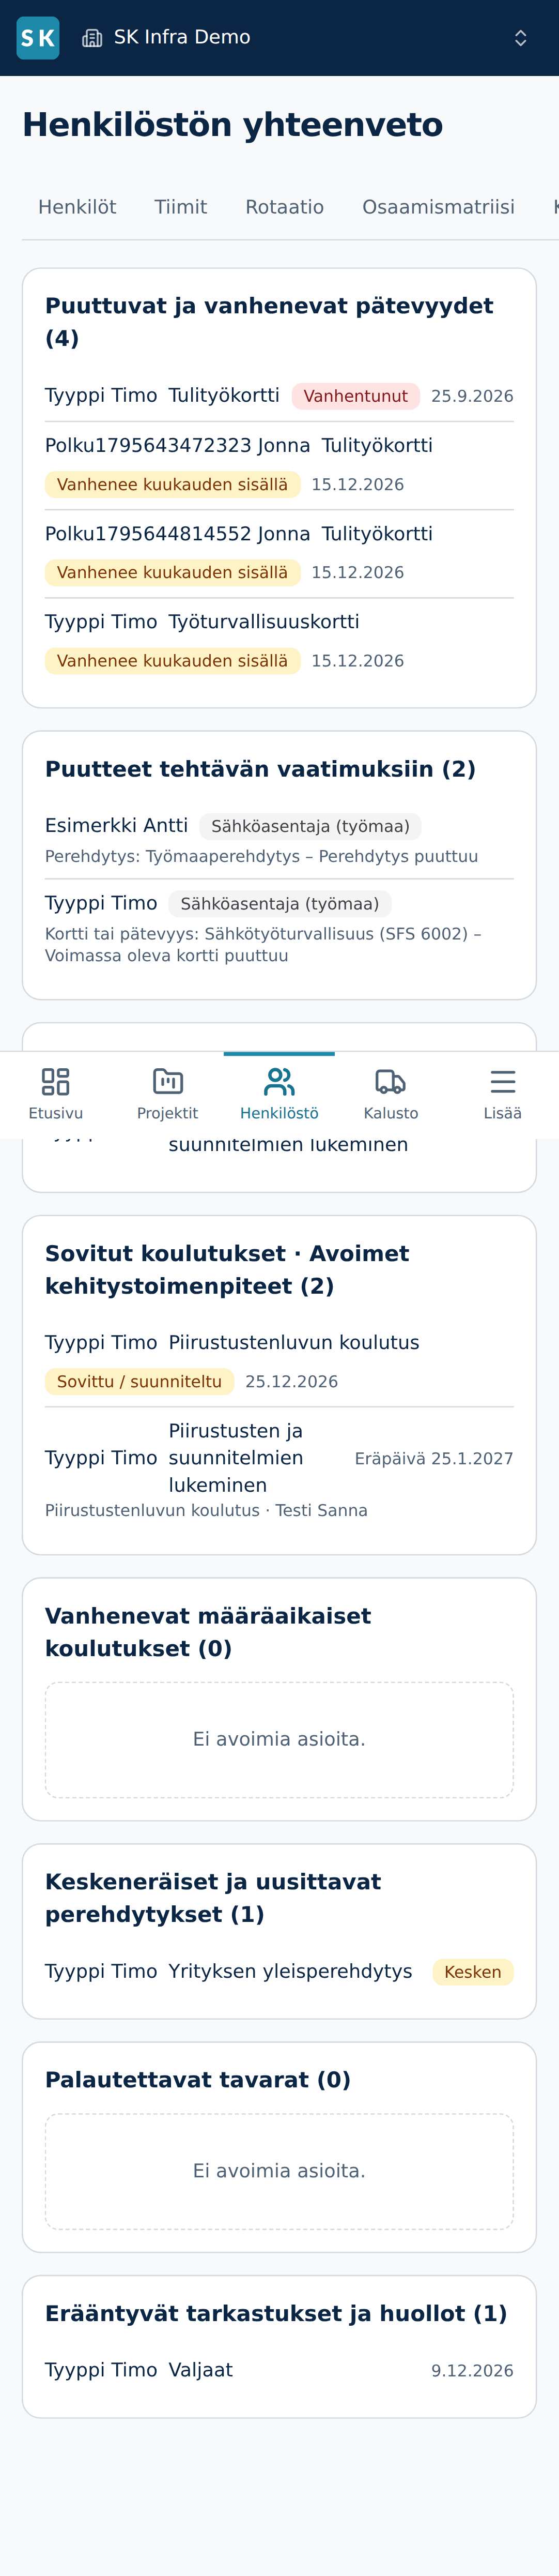 SK SK Infra Demo
Henkilöstön yhteenveto
Henkilöt Tiimit Rotaatio Osaamismatriisi
Puuttuvat ja vanhenevat pätevyydet
(4)
Tyyppi Timo Tulityökortti Vanhentunut 25.9.2026
Polku1795643472323 Jonna Tulityökortti
Vanhenee kuukauden sisällä 15.12.2026
Polku1795644814552 Jonna Tulityökortti
Vanhenee kuukauden sisällä 15.12.2026
Tyyppi Timo Työturvallisuuskortti
Vanhenee kuukauden sisällä 15.12.2026
Puutteet tehtävän vaatimuksiin (2)
Esimerkki Antti Sähköasentaja (työmaa)
Perehdytys: Työmaaperehdytys – Perehdytys puuttuu
Tyyppi Timo Sähköasentaja (työmaa)
Kortti tai pätevyys: Sähkötyöturvallisuus (SFS 6002) –
Voimassa oleva kortti puuttuu
Etusivu Projektit Henkilöstö Kalusto Lisää
suunnitelmien lukeminen
Sovitut koulutukset · Avoimet
kehitystoimenpiteet (2)
Tyyppi Timo Piirustustenluvun koulutus
Sovittu / suunniteltu 25.12.2026
Piirustusten ja
Tyyppi Timo suunnitelmien Eräpäivä 25.1.2027
lukeminen
Piirustustenluvun koulutus · Testi Sanna
Vanhenevat määräaikaiset
koulutukset (0)
Ei avoimia asioita.
Keskeneräiset ja uusittavat
perehdytykset (1)
Tyyppi Timo Yrityksen yleisperehdytys Kesken
Palautettavat tavarat (0)
Ei avoimia asioita.
Erääntyvät tarkastukset ja huollot (1)
Tyyppi Timo Valjaat 9.12.2026